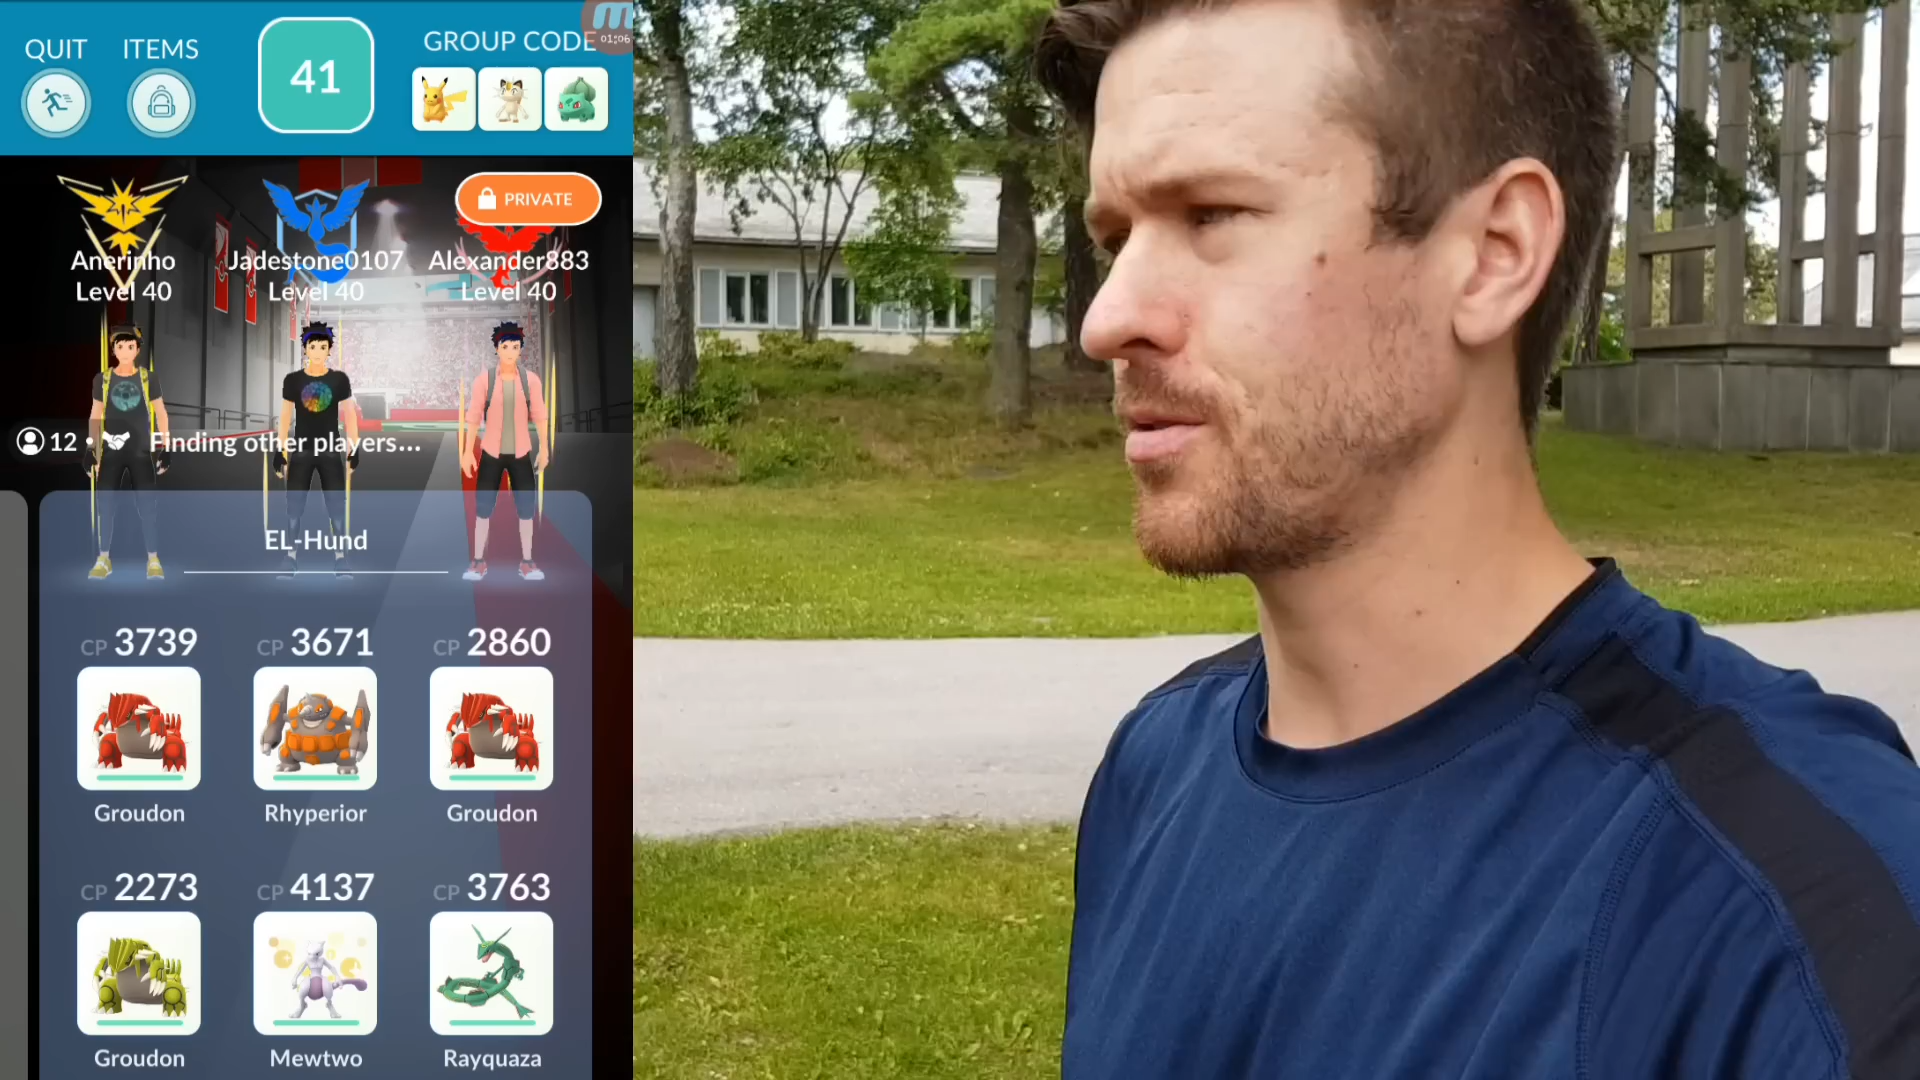 QUIT ITEMS
41
GROUP CODE
01:06
PRIVATE
Anerinho
Level 40
Jadestone0107
Level 40
Alexander883
Level 40
12 • Finding other players...
EL-Hund
CP 3739 CP 3671 CP 2860
Groudon Rhyperior Groudon
CP 2273 CP 4137 CP 3763
Groudon Mewtwo Rayquaza